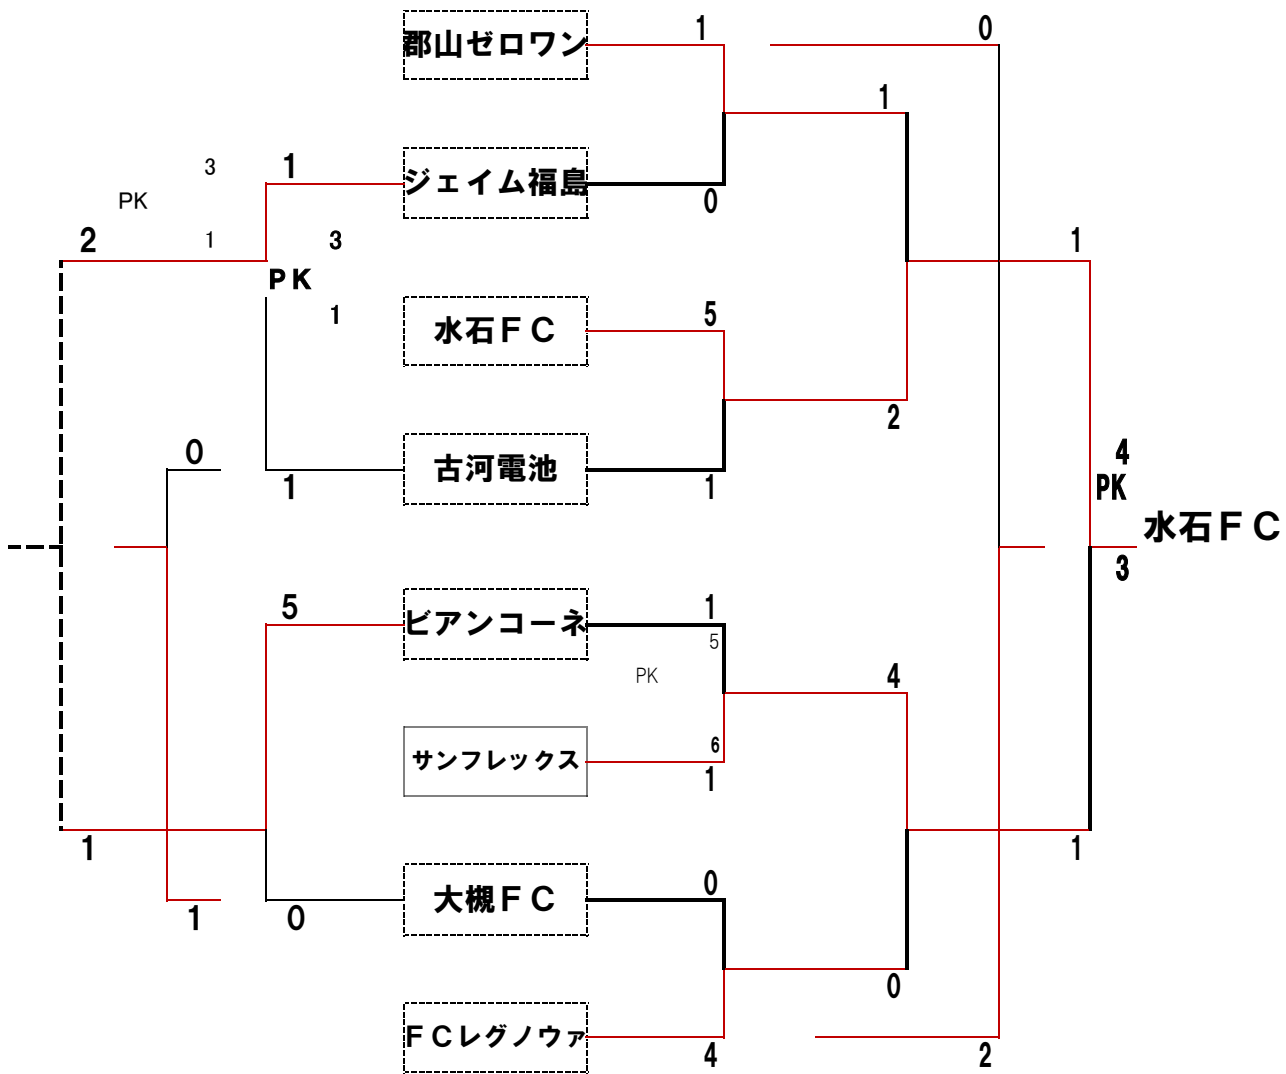 1
0
郡山ゼロワン
1
3
1
PK
ジェイム福島
0
2
1
3
1
ＰＫ
1
5
水石ＦＣ
2
0
4
古河電池
PK
1
1
水石ＦＣ
3
5
1
ビアンコーネ
5
PK
4
6
サンフレックス
1
1
1
0
大槻ＦＣ
1
0
0
ＦＣレグノウァ
4
2